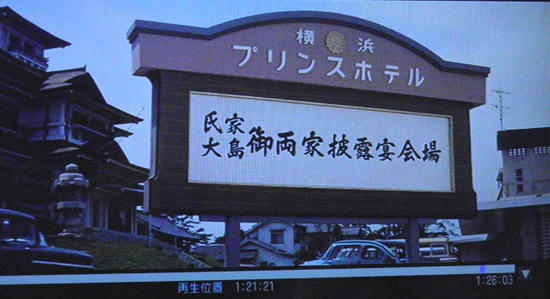 横浜
プリンスホテル
氏家
大島
御両家披露宴会場
再生位置 1:21:21
1:26:03